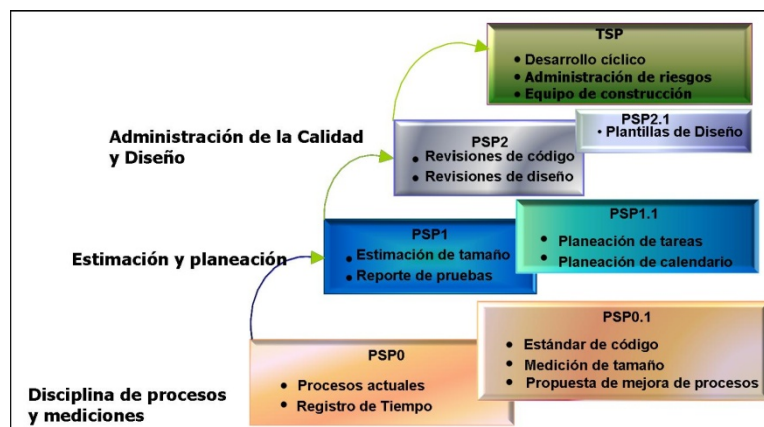 TSP
• Desarrollo cíclico
• Administración de riesgos
• Equipo de construcción
Administración de la Calidad
y Diseño
PSP2
• Revisiones de código
• Revisiones de diseño
PSP2.1
• Plantillas de Diseño
Estimación y planeación
PSP1
• Estimación de tamaño
• Reporte de pruebas
PSP1.1
• Planeación de tareas
• Planeación de calendario
Disciplina de procesos
y mediciones
PSP0
• Procesos actuales
• Registro de Tiempo
PSP0.1
• Estándar de código
• Medición de tamaño
• Propuesta de mejora de procesos